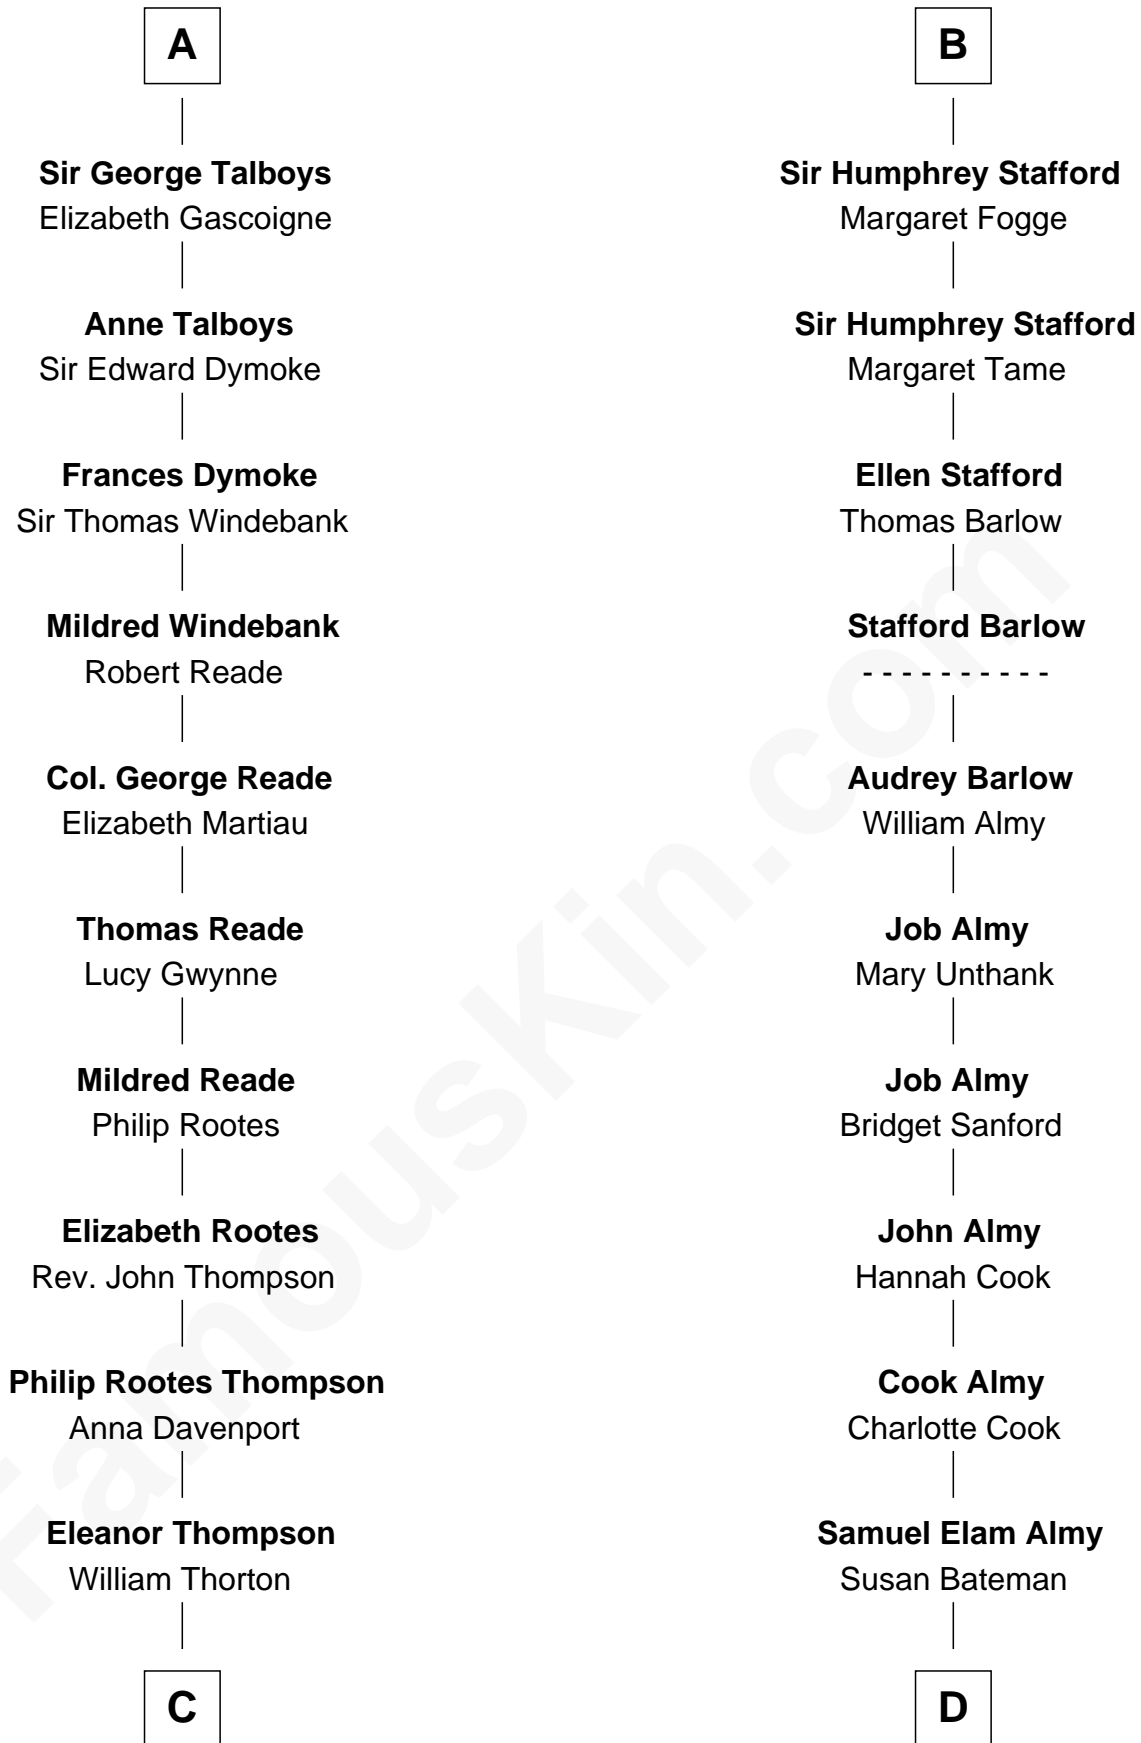 A
Sir George Talboys
Elizabeth Gascoigne
Anne Talboys
Sir Edward Dymoke
Frances Dymoke
Sir Thomas Windebank
Mildred Windebank
Robert Reade
Col. George Reade
Elizabeth Martiau
Thomas Reade
Lucy Gwynne
Mildred Reade
Philip Rootes
Elizabeth Rootes
Rev. John Thompson
Philip Rootes Thompson
Anna Davenport
Eleanor Thompson
William Thorton
C
B
Sir Humphrey Stafford
Margaret Fogge
Sir Humphrey Stafford
Margaret Tame
Ellen Stafford
Thomas Barlow
Stafford Barlow
- - - - - - - - - -
Audrey Barlow
William Almy
Job Almy
Mary Unthank
Job Almy
Bridget Sanford
John Almy
Hannah Cook
Cook Almy
Charlotte Cook
Samuel Elam Almy
Susan Bateman
D
FamousKin.com